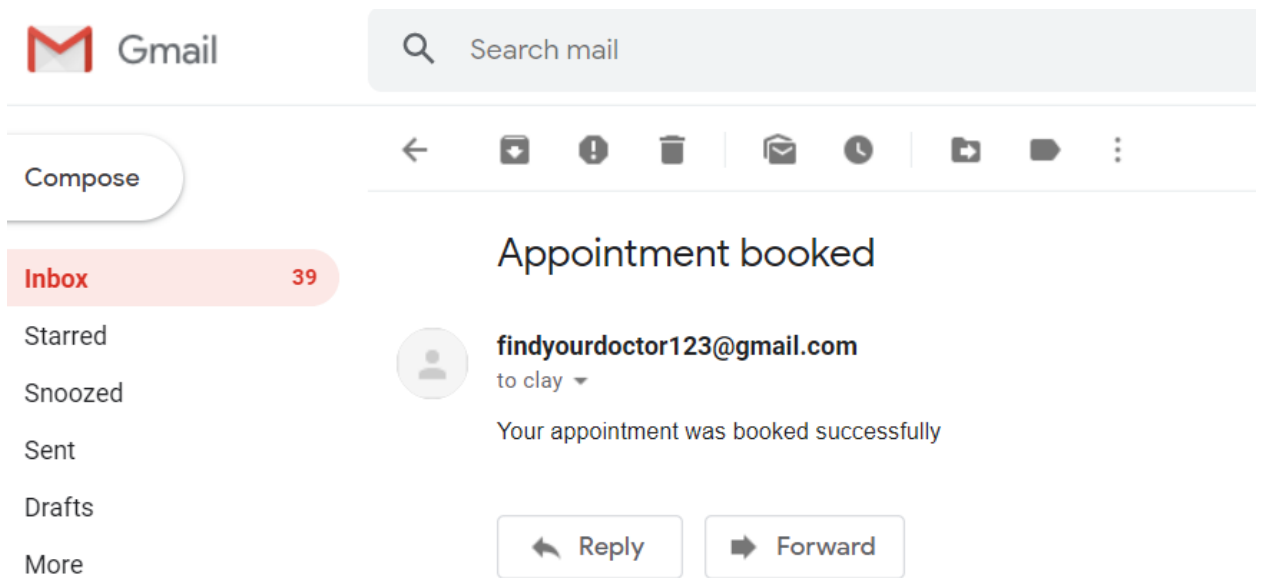 Gmail
Search mail
Compose
Appointment booked
Inbox 39
findyourdoctor123@gmail.com
Starred
to clay
Snoozed
Your appointment was booked successfully
Sent
Drafts
Reply Forward
More